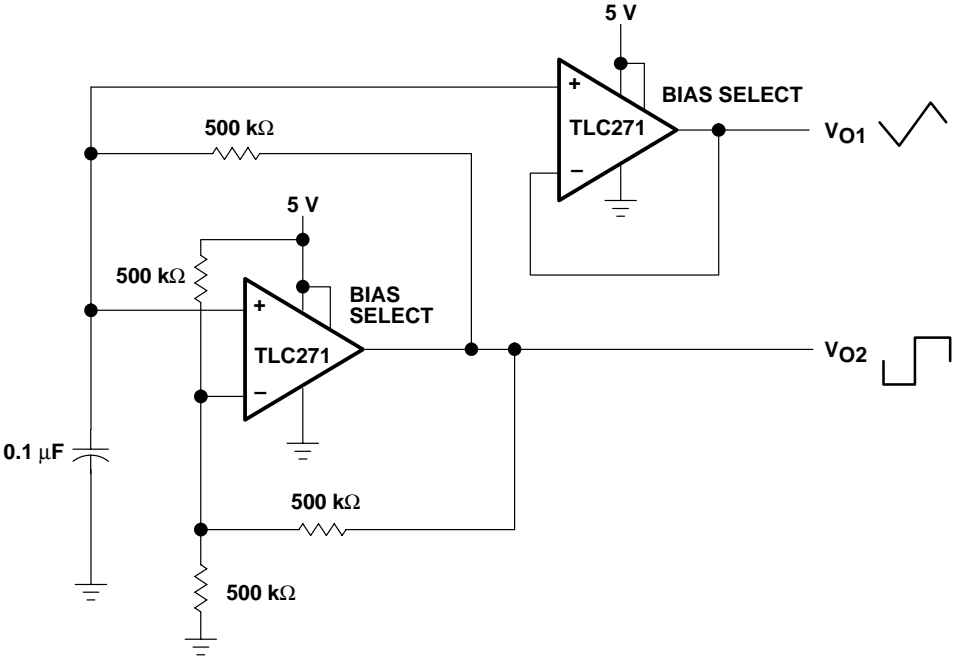 5 V
+
BIAS SELECT
TLC271
VO1
−
500 kΩ
5 V
500 kΩ
+
BIAS
SELECT
TLC271
VO2
−
0.1 μF
500 kΩ
500 kΩ